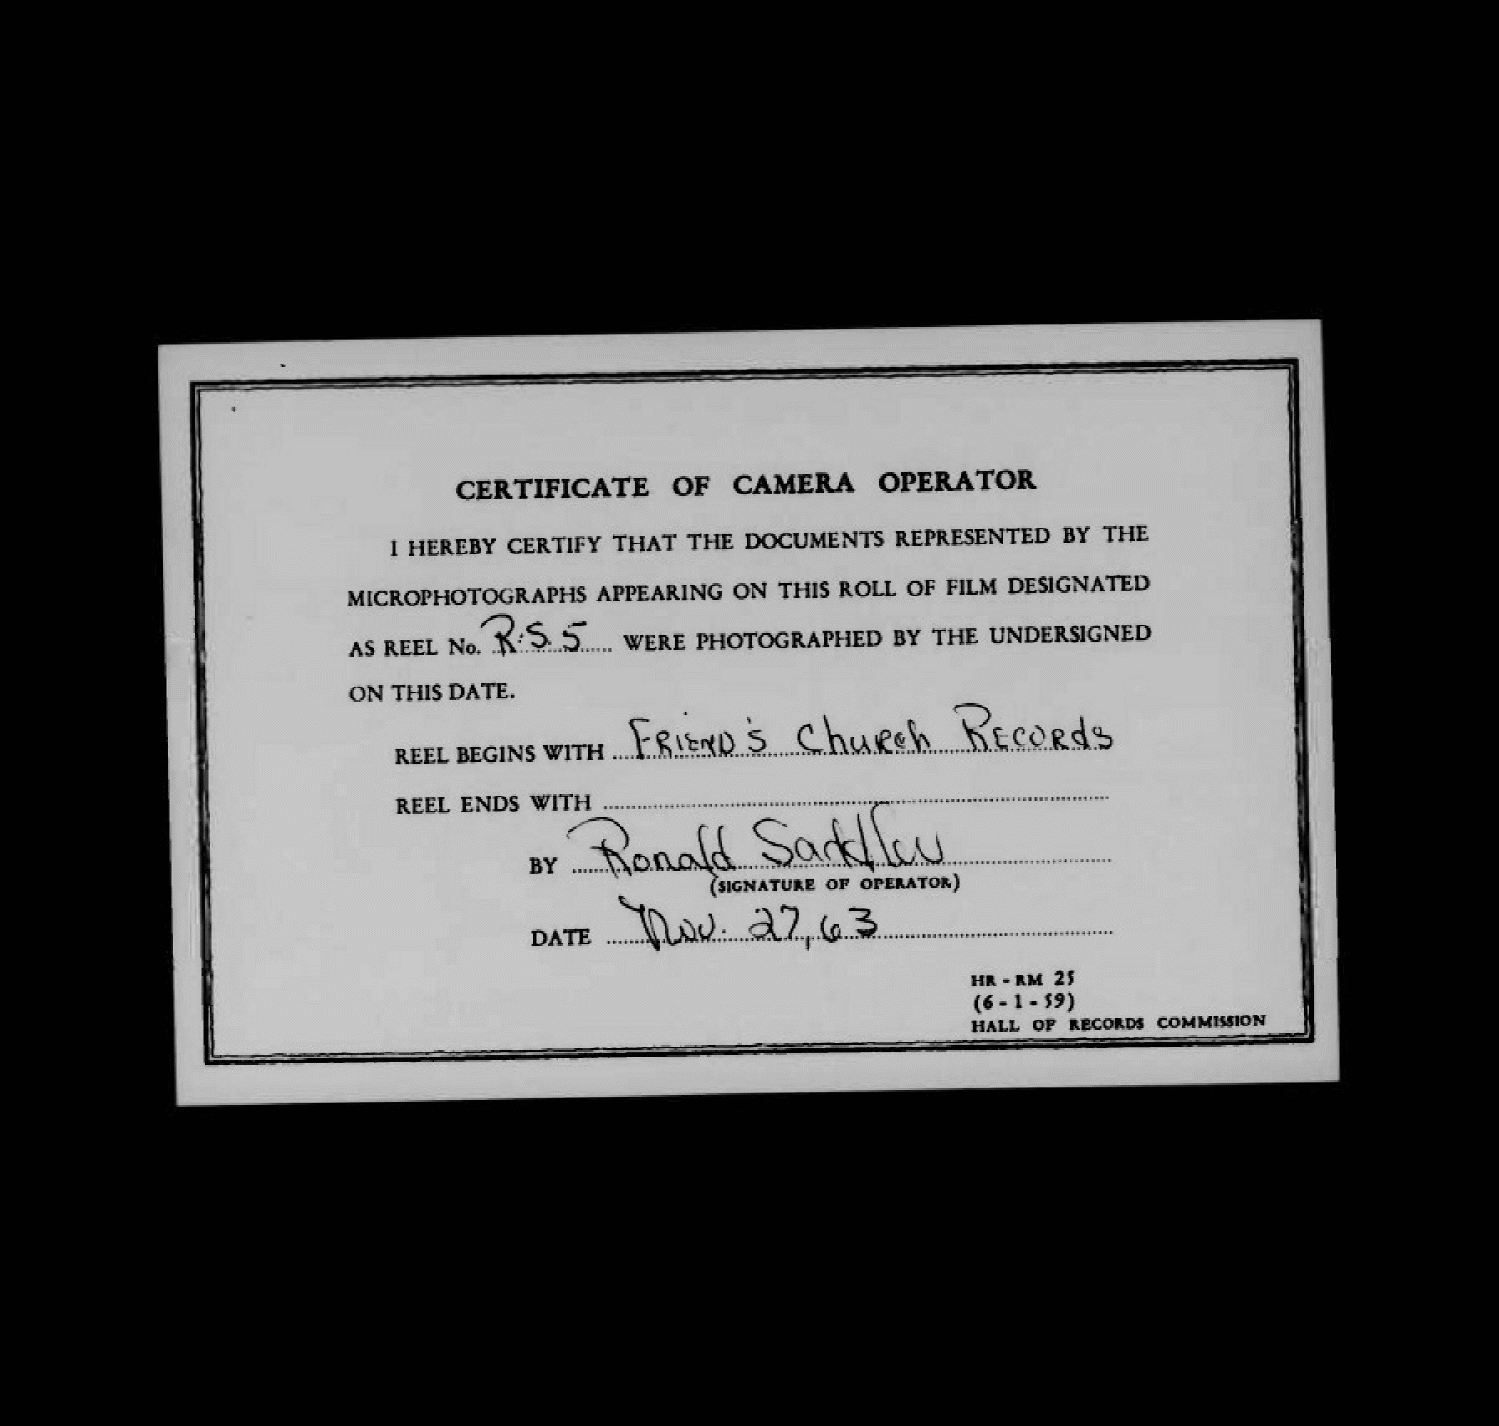 CERTIFICATE OF CAMERA OPERATOR
I HEREBY CERTIFY THAT THE DOCUMENTS REPRESENTED BY THE
MICROPHOTOGRAPHS APPEARING ON THIS ROLL OF FILM DESIGNATED
AS REEL No. R.S. 5 WERE PHOTOGRAPHED BY THE UNDERSIGNED
ON THIS DATE.
REEL BEGINS WITH FRIEND'S ChuRch RECORds
REEL ENDS WITH
BY Ronald
(SIGNATURE OF OPERATOR)
DATE Nov. 27, 63
HR - RM 25
(6 - 1 - 59)
HALL OF RECORDS COMMISSION